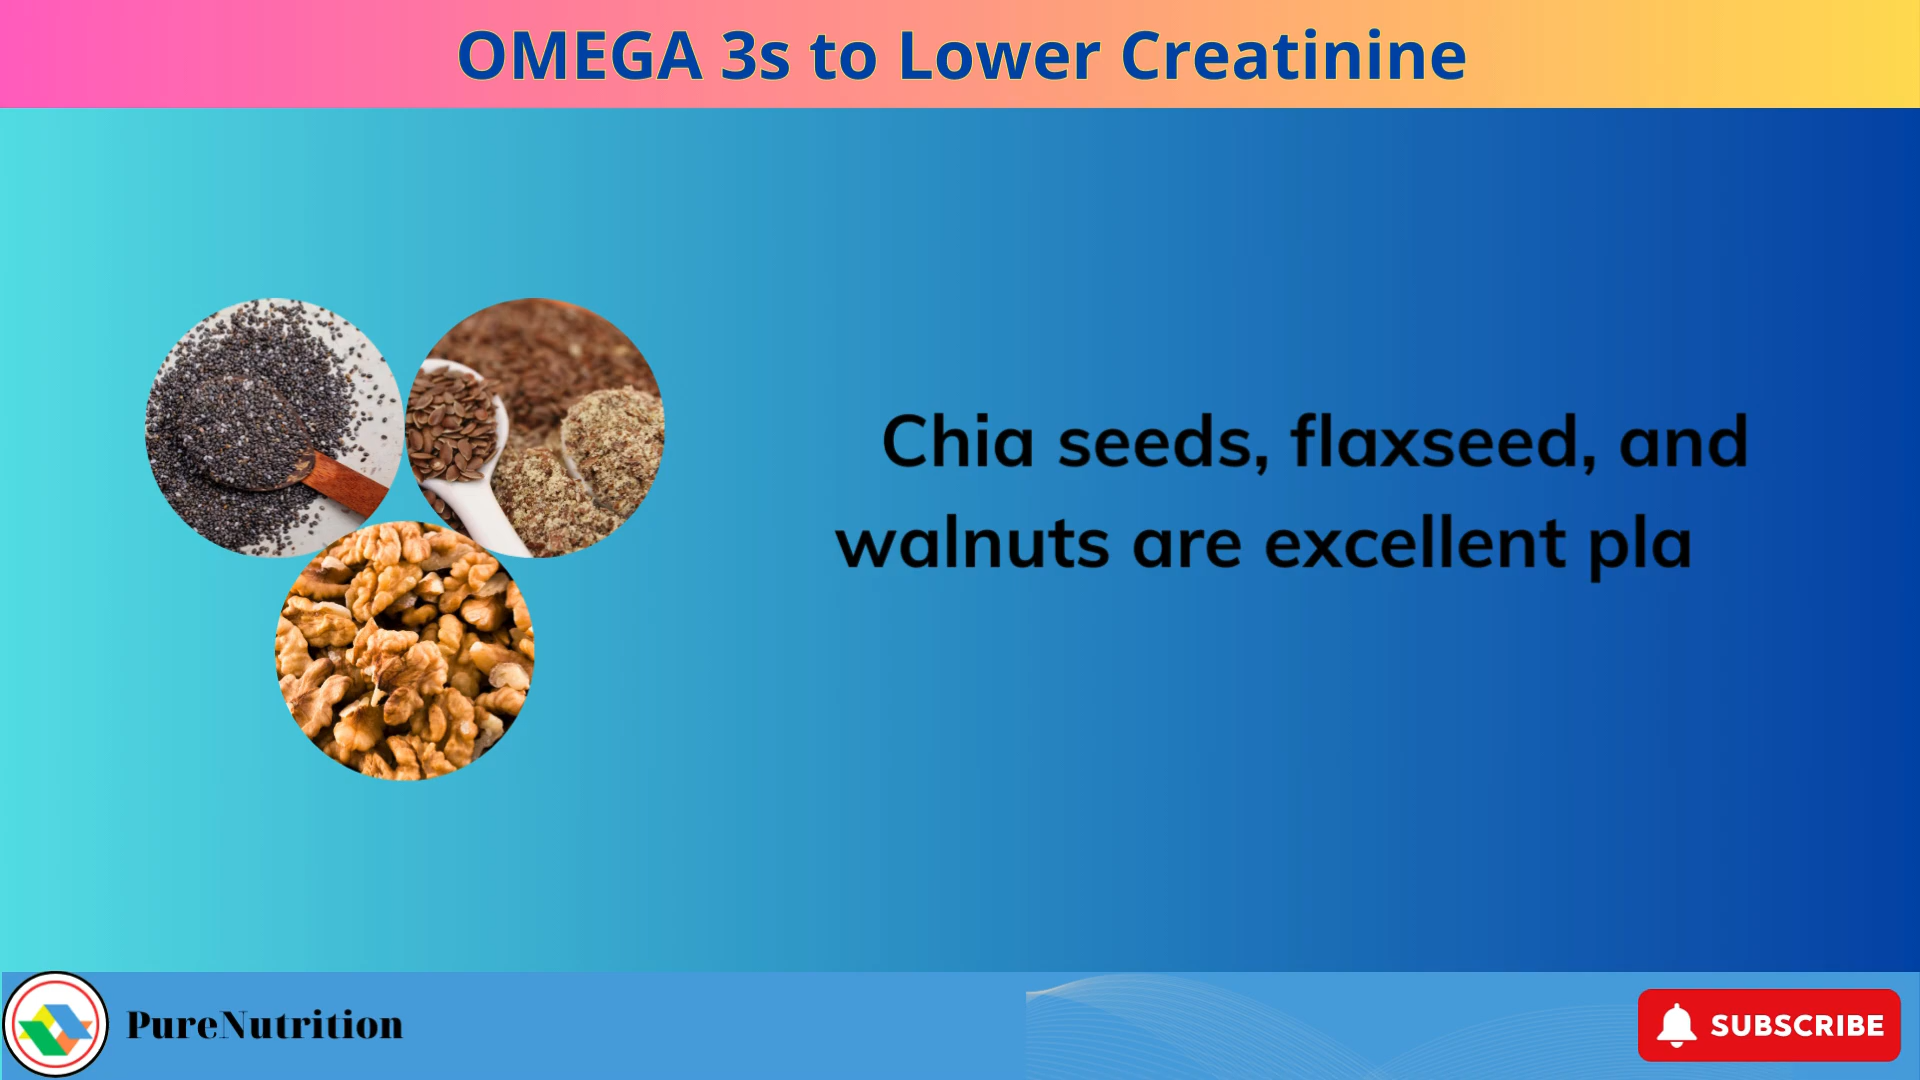 OMEGA 3s to Lower Creatinine
Chia seeds, flaxseed, and
walnuts are excellent pla
PureNutrition
SUBSCRIBE